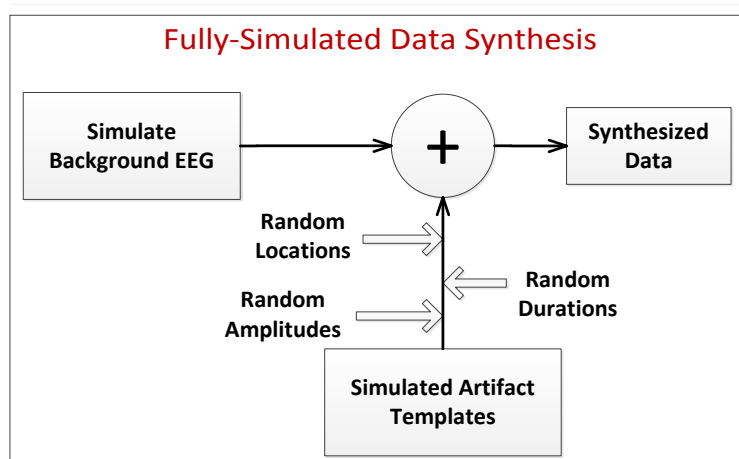 Fully-Simulated Data Synthesis
Simulate
Background EEG
+
Synthesized
Data
Random
Locations
Random
Durations
Random
Amplitudes
Simulated Artifact
Templates